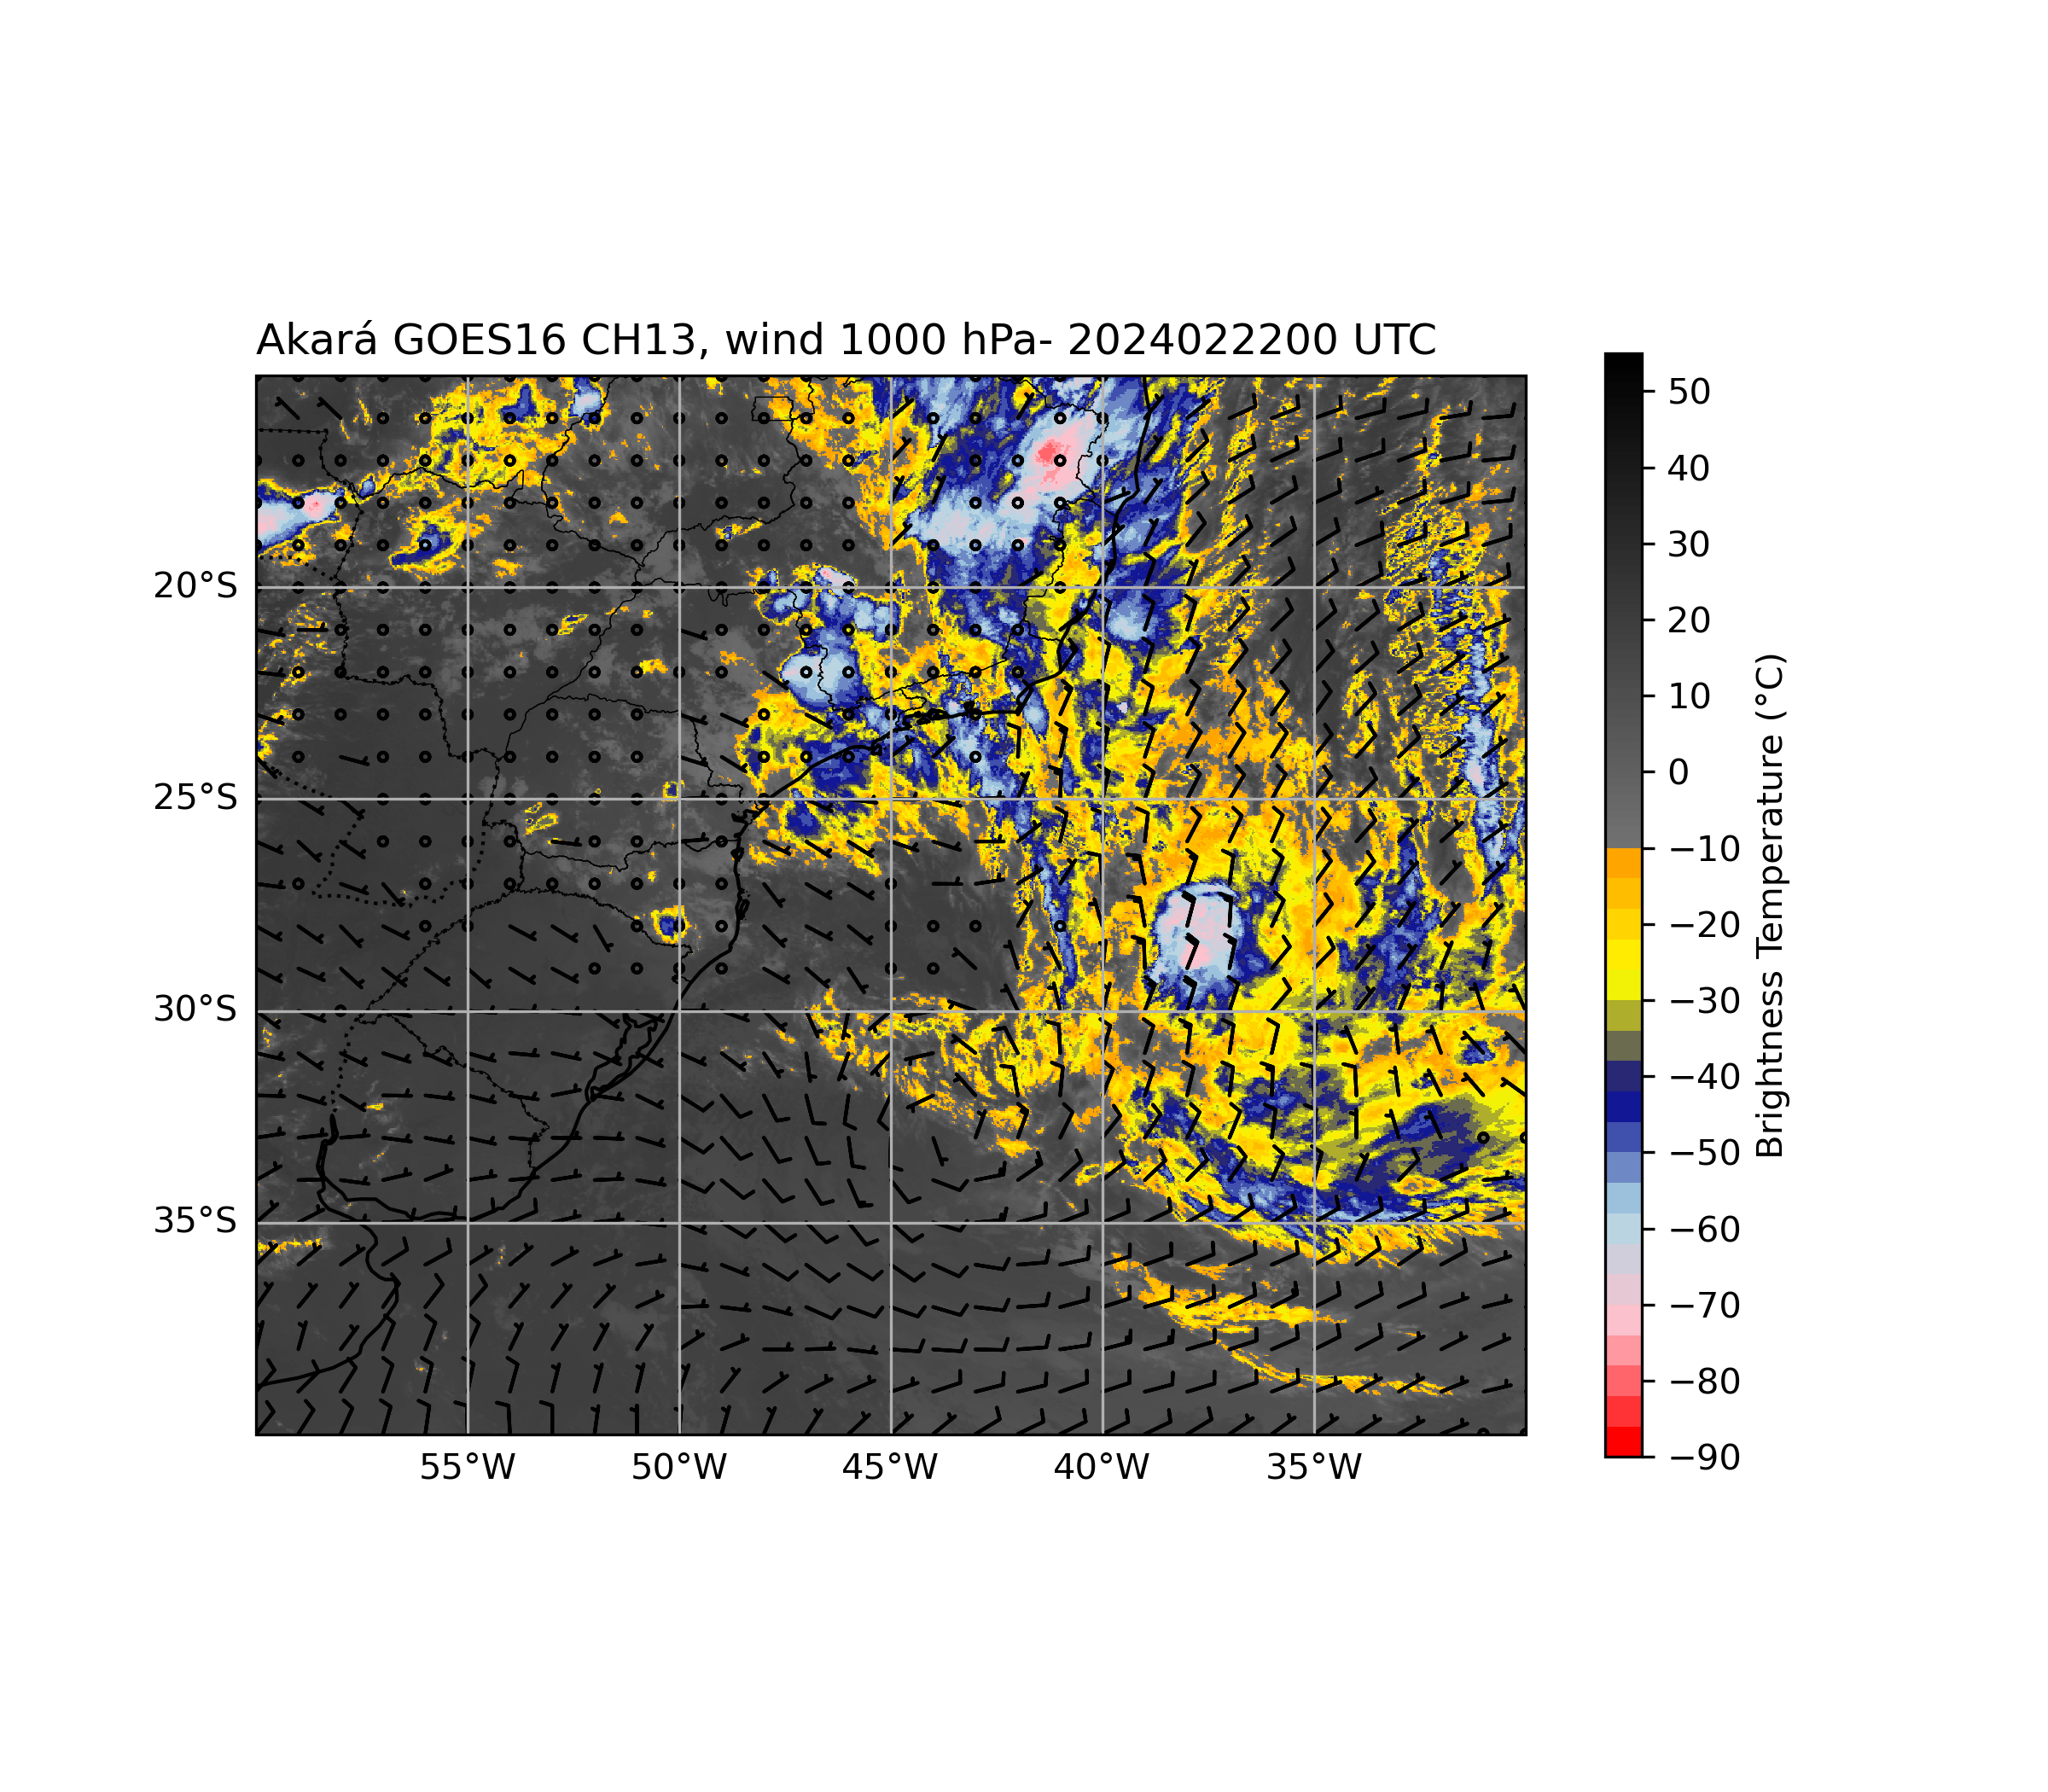 Akará GOES16 CH13, wind 1000 hPa- 2024022200 UTC
50
40
30
20
10
0
−10
−20
−30
−40
−50
−60
−70
−80
−90
Brightness Temperature (°C)
20°S
25°S
30°S
35°S
55°W
50°W
45°W
40°W
35°W